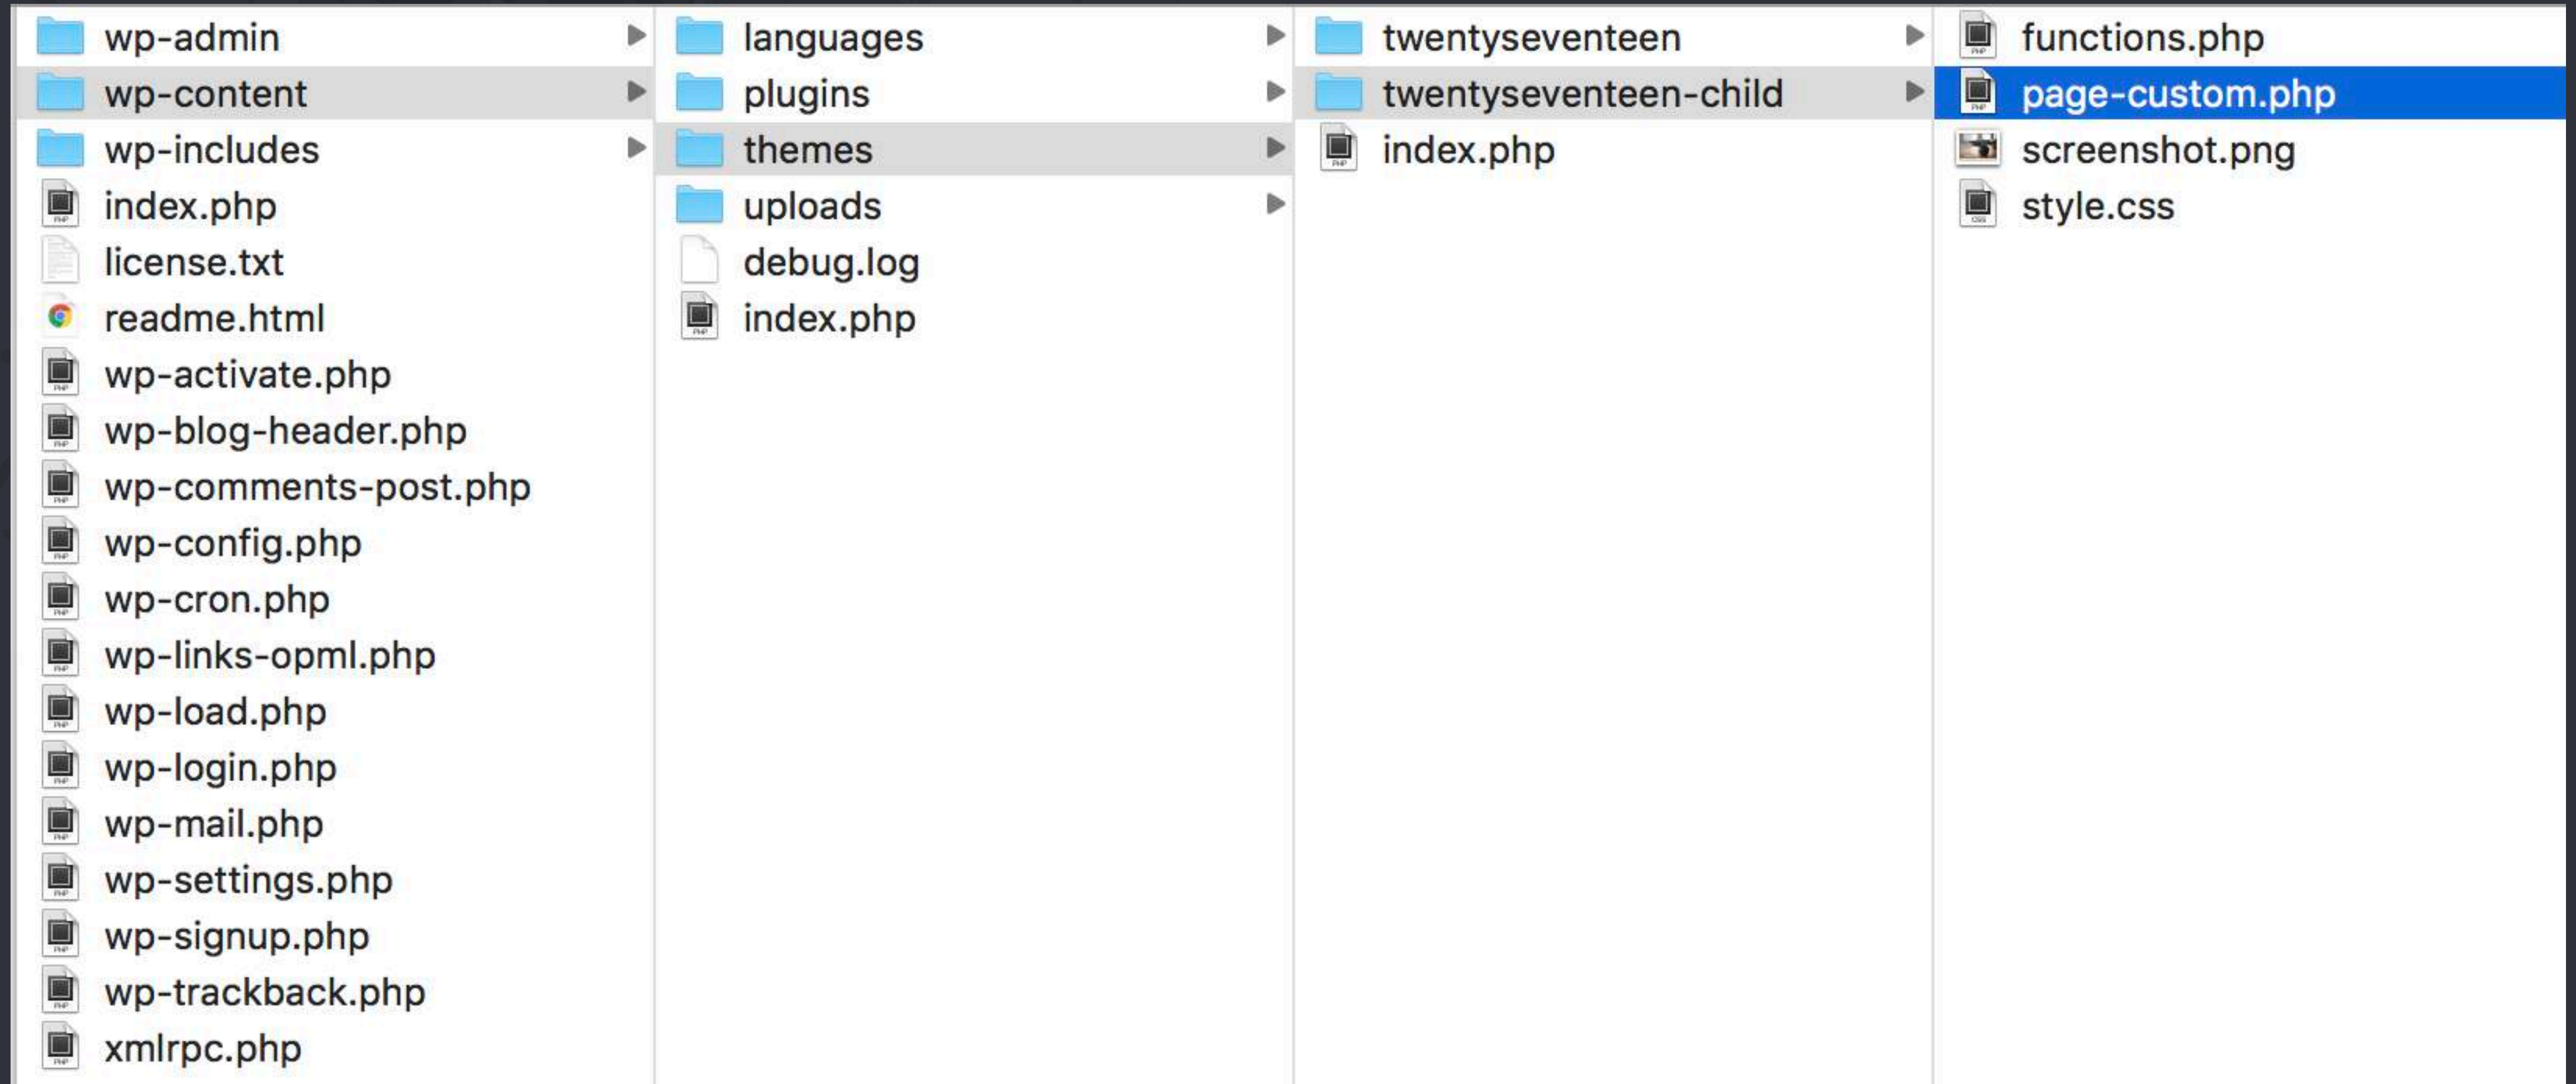 wp-admin
wp-content
wp-includes
index.php
license.txt
readme.html
wp-activate.php
wp-blog-header.php
wp-comments-post.php
wp-config.php
wp-cron.php
wp-links-opml.php
wp-load.php
wp-login.php
wp-mail.php
wp-settings.php
wp-signup.php
wp-trackback.php
xmlrpc.php
languages
plugins
themes
uploads
debug.log
index.php
twentyseventeen
twentyseventeen-child
index.php
functions.php
page-custom.php
screenshot.png
style.css